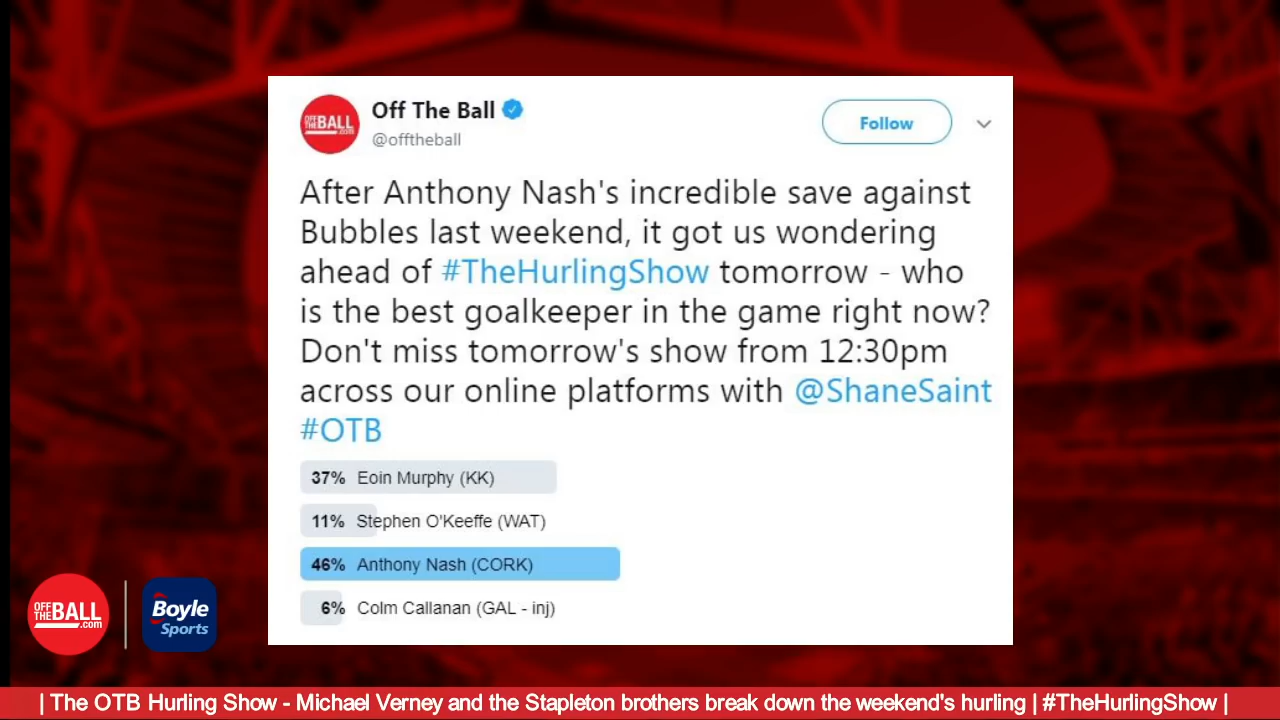 OFF THE BALL .com
Off The Ball
@offtheball
Follow
After Anthony Nash's incredible save against
Bubbles last weekend, it got us wondering
ahead of #TheHurlingShow tomorrow - who
is the best goalkeeper in the game right now?
Don't miss tomorrow's show from 12:30pm
across our online platforms with @ShaneSaint
#OTB
37% Eoin Murphy (KK)
11% Stephen O'Keeffe (WAT)
46% Anthony Nash (CORK)
6% Colm Callanan (GAL - inj)
OFF THE BALL .com
Boyle
Sports
| The OTB Hurling Show - Michael Verney and the Stapleton brothers break down the weekend's hurling | #TheHurlingShow |